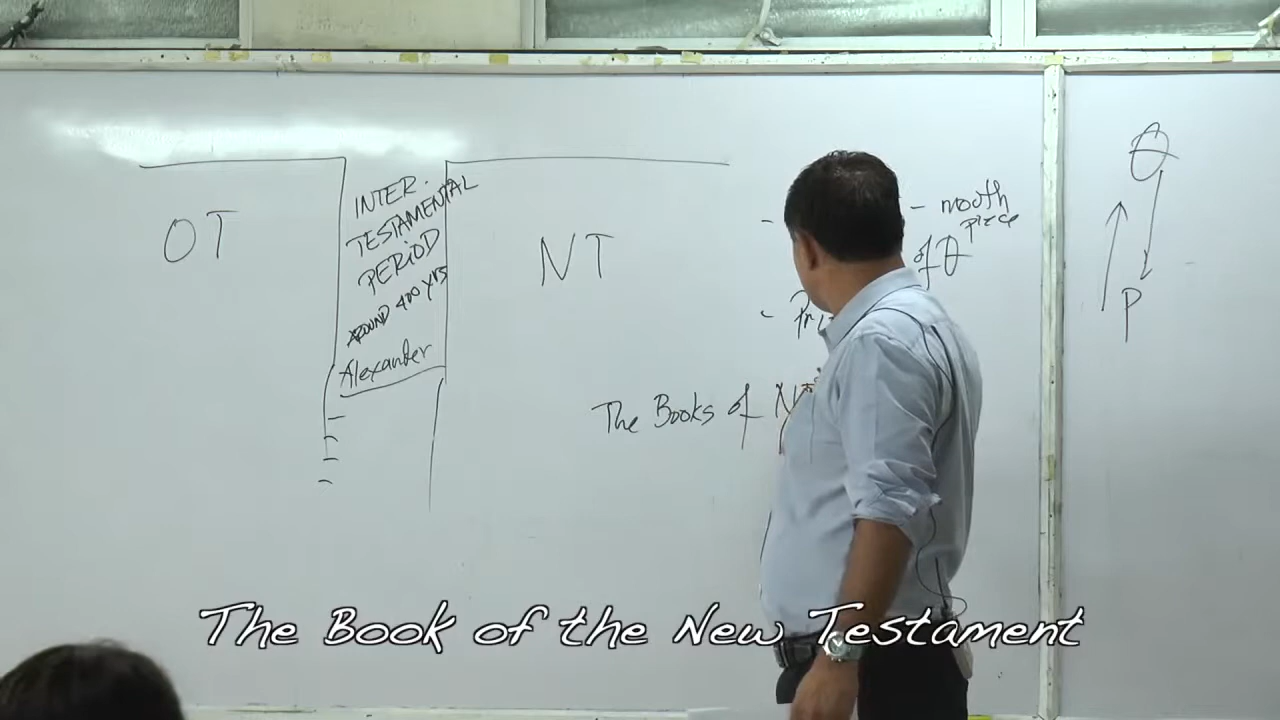 OT
INTER-
TESTAMENTAL
PERIOD
AROUND 400 YRS
Alexander
NT
- mouth
piece
of θ
The Books of
θ
P
The Book of the New Testament